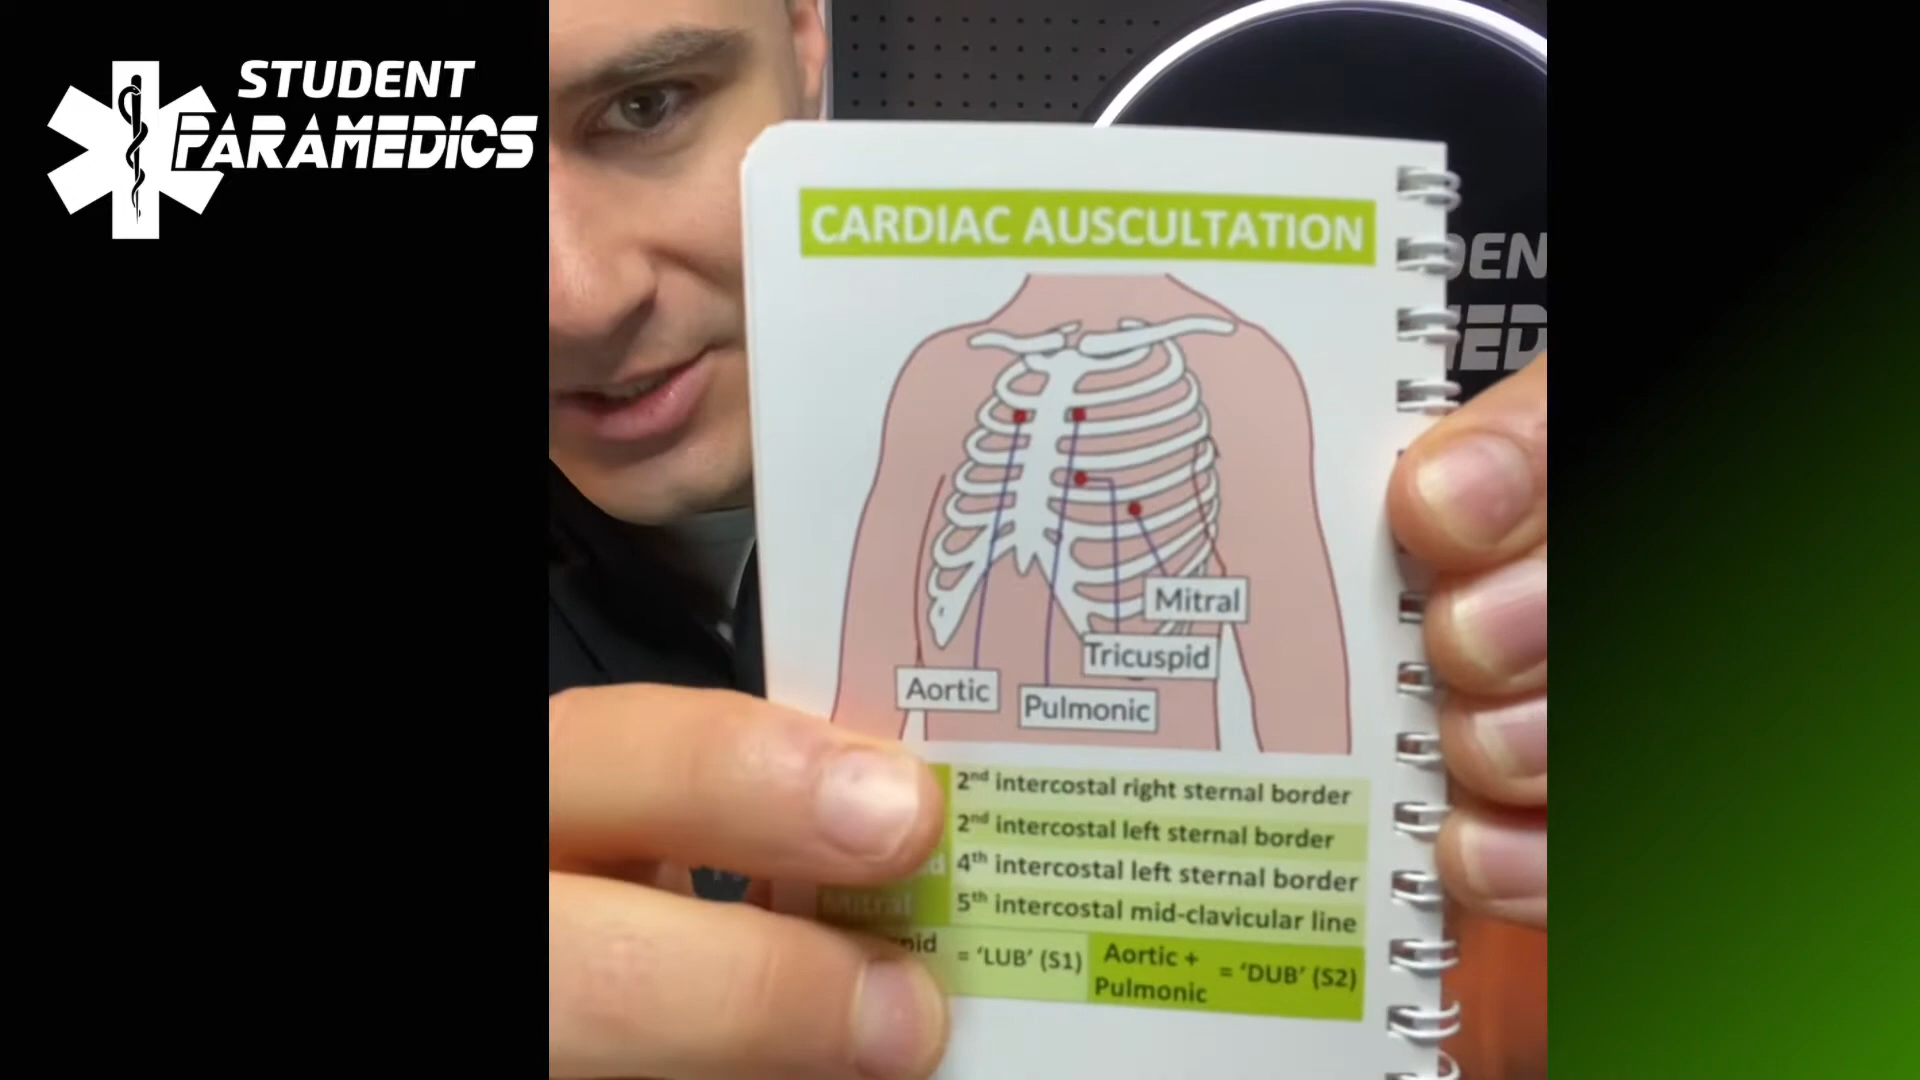 STUDENT
PARAMEDICS
CARDIAC AUSCULTATION
Mitral
Tricuspid
Aortic
Pulmonic
2nd intercostal right sternal border
2nd intercostal left sternal border
4th intercostal left sternal border
Mitral 5th intercostal mid-clavicular line
= 'LUB' (S1)
Aortic +
Pulmonic
= 'DUB' (S2)